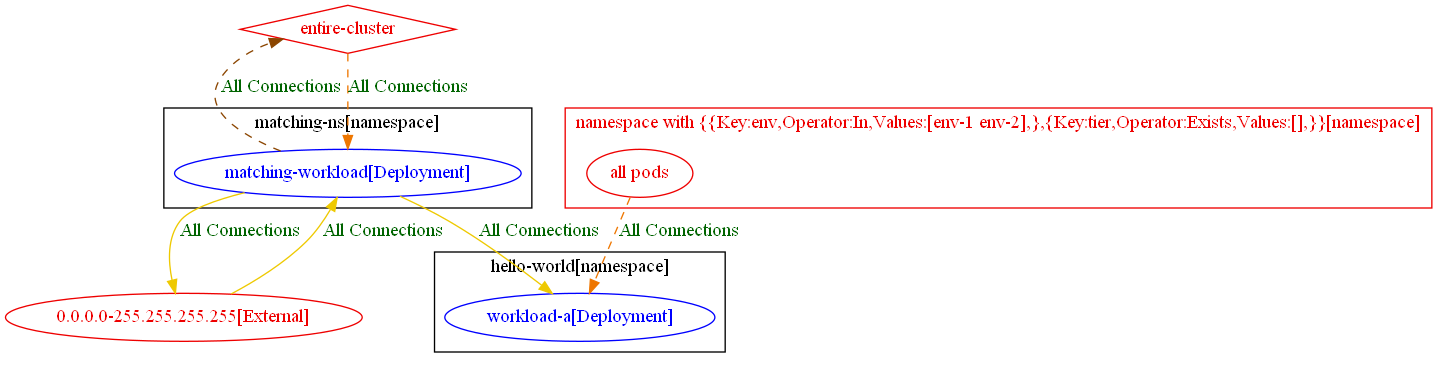 entire-cluster
All Connections
All Connections
matching-ns[namespace]
namespace with {{Key:env,Operator:In,Values:[env-1 env-2],},{Key:tier,Operator:Exists,Values:[],}}[namespace]
matching-workload[Deployment]
all pods
All Connections
All Connections
All Connections
All Connections
hello-world[namespace]
0.0.0.0-255.255.255.255[External]
workload-a[Deployment]